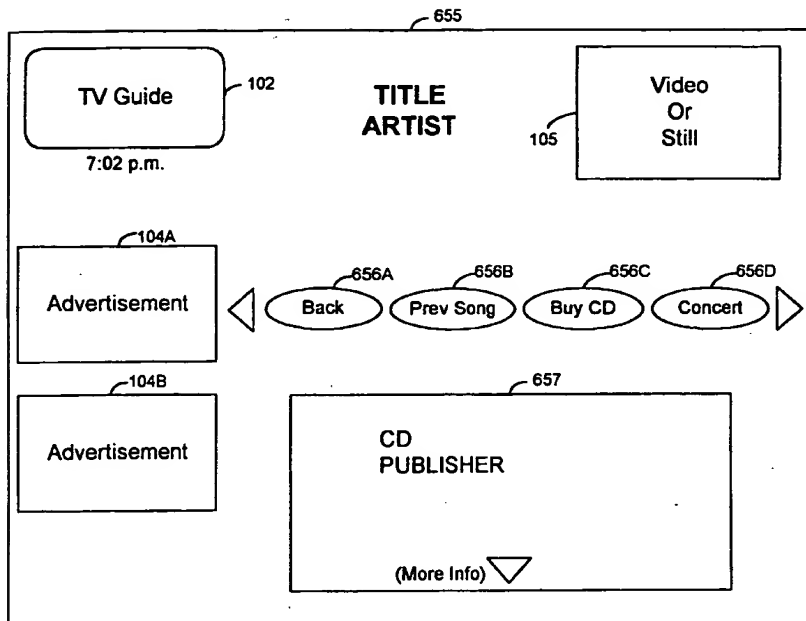 655
TV Guide
102
7:02 p.m.
TITLE
ARTIST
105
Video
Or
Still
104A
Advertisement
656A
656B
656C
656D
Back
Prev Song
Buy CD
Concert
104B
Advertisement
657
CD
PUBLISHER
(More Info)